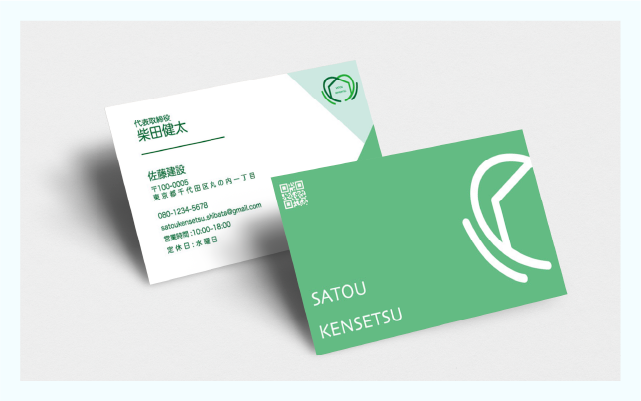 代表取締役
柴田健太
佐藤建設
〒100-0005
東京都千代田区丸の内一丁目
080-1234-5678
satoukensetsu.shibata@gmail.com
営業時間:10:00-18:00
定休日:水曜日
SATOU
KENSETSU